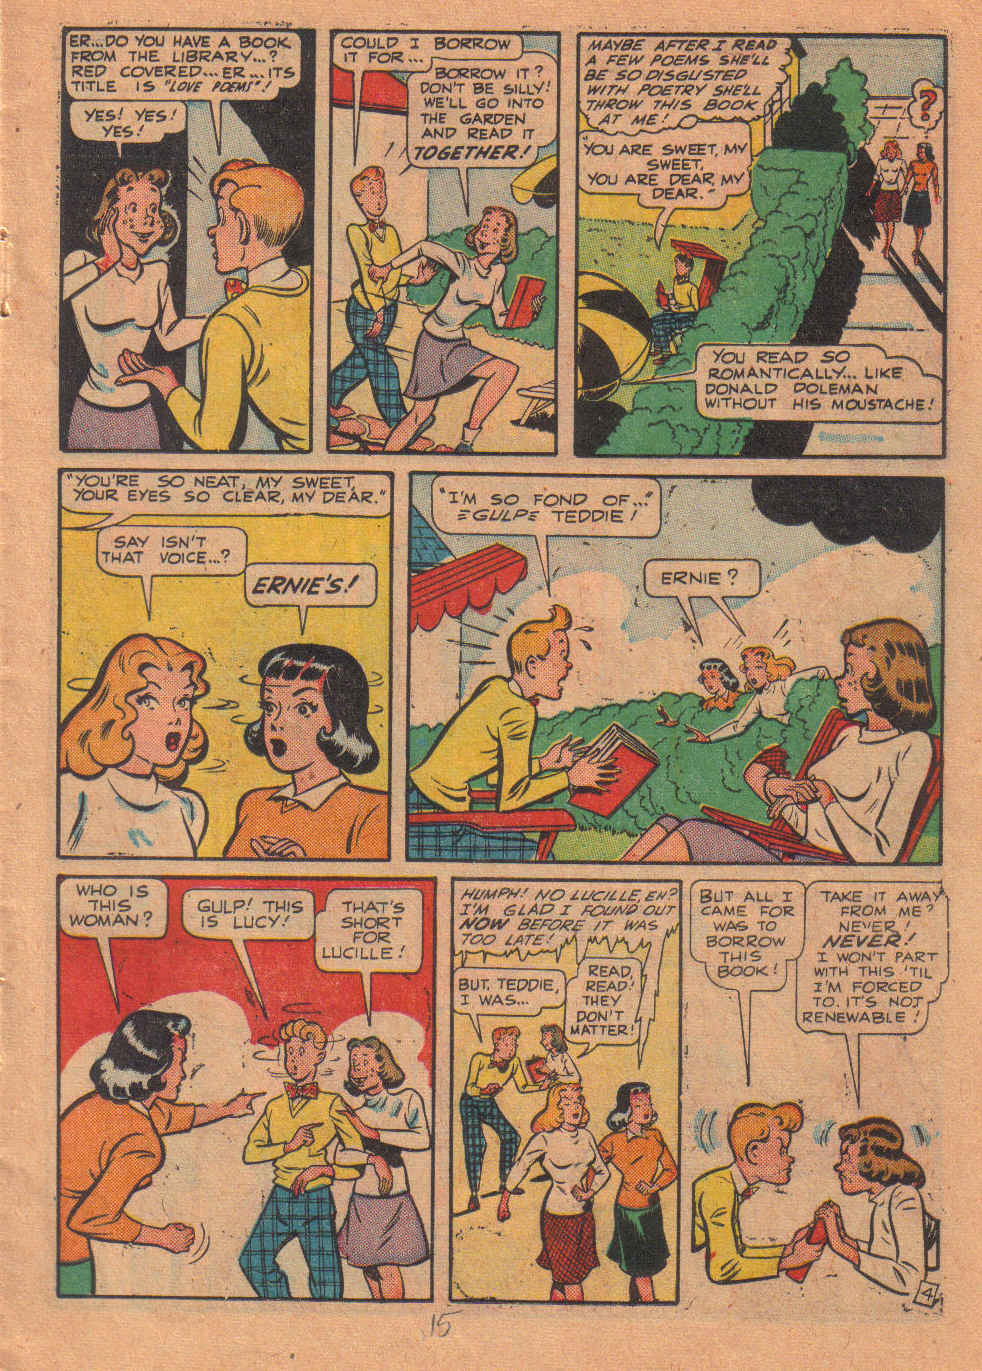 ER...DO YOU HAVE A BOOK
FROM THE LIBRARY...?
RED COVERED...ER...ITS
TITLE IS "LOVE POEMS"!
YES! YES!
YES!
COULD I BORROW
IT FOR...
BORROW IT?
DON'T BE SILLY!
WE'LL GO INTO
THE GARDEN
AND READ IT
TOGETHER!
MAYBE AFTER I READ
A FEW POEMS SHE'LL
BE SO DISGUSTED
WITH POETRY SHE'LL
THROW THIS BOOK
AT ME!
?
"YOU ARE SWEET, MY
SWEET,
YOU ARE DEAR, MY
DEAR."
YOU READ SO
ROMANTICALLY... LIKE
DONALD DOLEMAN
WITHOUT HIS MOUSTACHE!
"YOU'RE SO NEAT, MY SWEET,
YOUR EYES SO CLEAR, MY DEAR."
SAY ISN'T
THAT VOICE...?
ERNIE'S!
"I'M SO FOND OF..."
=GULP= TEDDIE!
ERNIE?
WHO IS
THIS
WOMAN?
GULP! THIS
IS LUCY!
THAT'S
SHORT
FOR
LUCILLE!
HUMPH! NO LUCILLE, EH?
I'M GLAD I FOUND OUT
NOW BEFORE IT WAS
TOO LATE!
BUT, TEDDIE,
I WAS...
READ,
READ!
THEY
DON'T
MATTER!
BUT ALL I
CAME FOR
WAS TO
BORROW
THIS
BOOK!
TAKE IT AWAY
FROM ME?
NEVER!
NEVER!
I WON'T PART
WITH THIS 'TIL
I'M FORCED
TO. IT'S NOT
RENEWABLE!
4
15